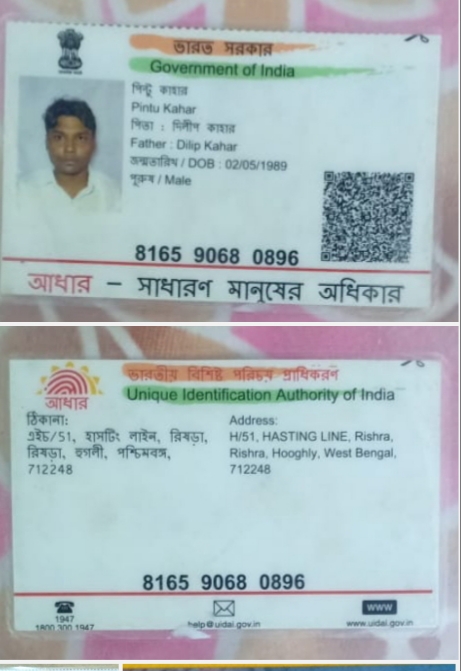 ভারত সরকার
Government of India
পিন্টু কাহার
Pintu Kahar
পিতা : দিলীপ কাহার
Father : Dilip Kahar
জন্মতারিখ / DOB : 02/05/1989
পুরুষ / Male
8165 9068 0896
আধার – সাধারণ মানুষের অধিকার
ভারতীয় বিশিষ্ট পরিচয় প্রাধিকরণ
Unique Identification Authority of India
আধার
ঠিকানা:
এইচ/51, হাসটিং লাইন, রিষড়া,
রিষড়া, হুগলী, পশ্চিমবঙ্গ,
712248
Address:
H/51, HASTING LINE, Rishra,
Rishra, Hooghly, West Bengal,
712248
8165 9068 0896
1947
1800 300 1947
help@uidai.gov.in
www
www.uidai.gov.in